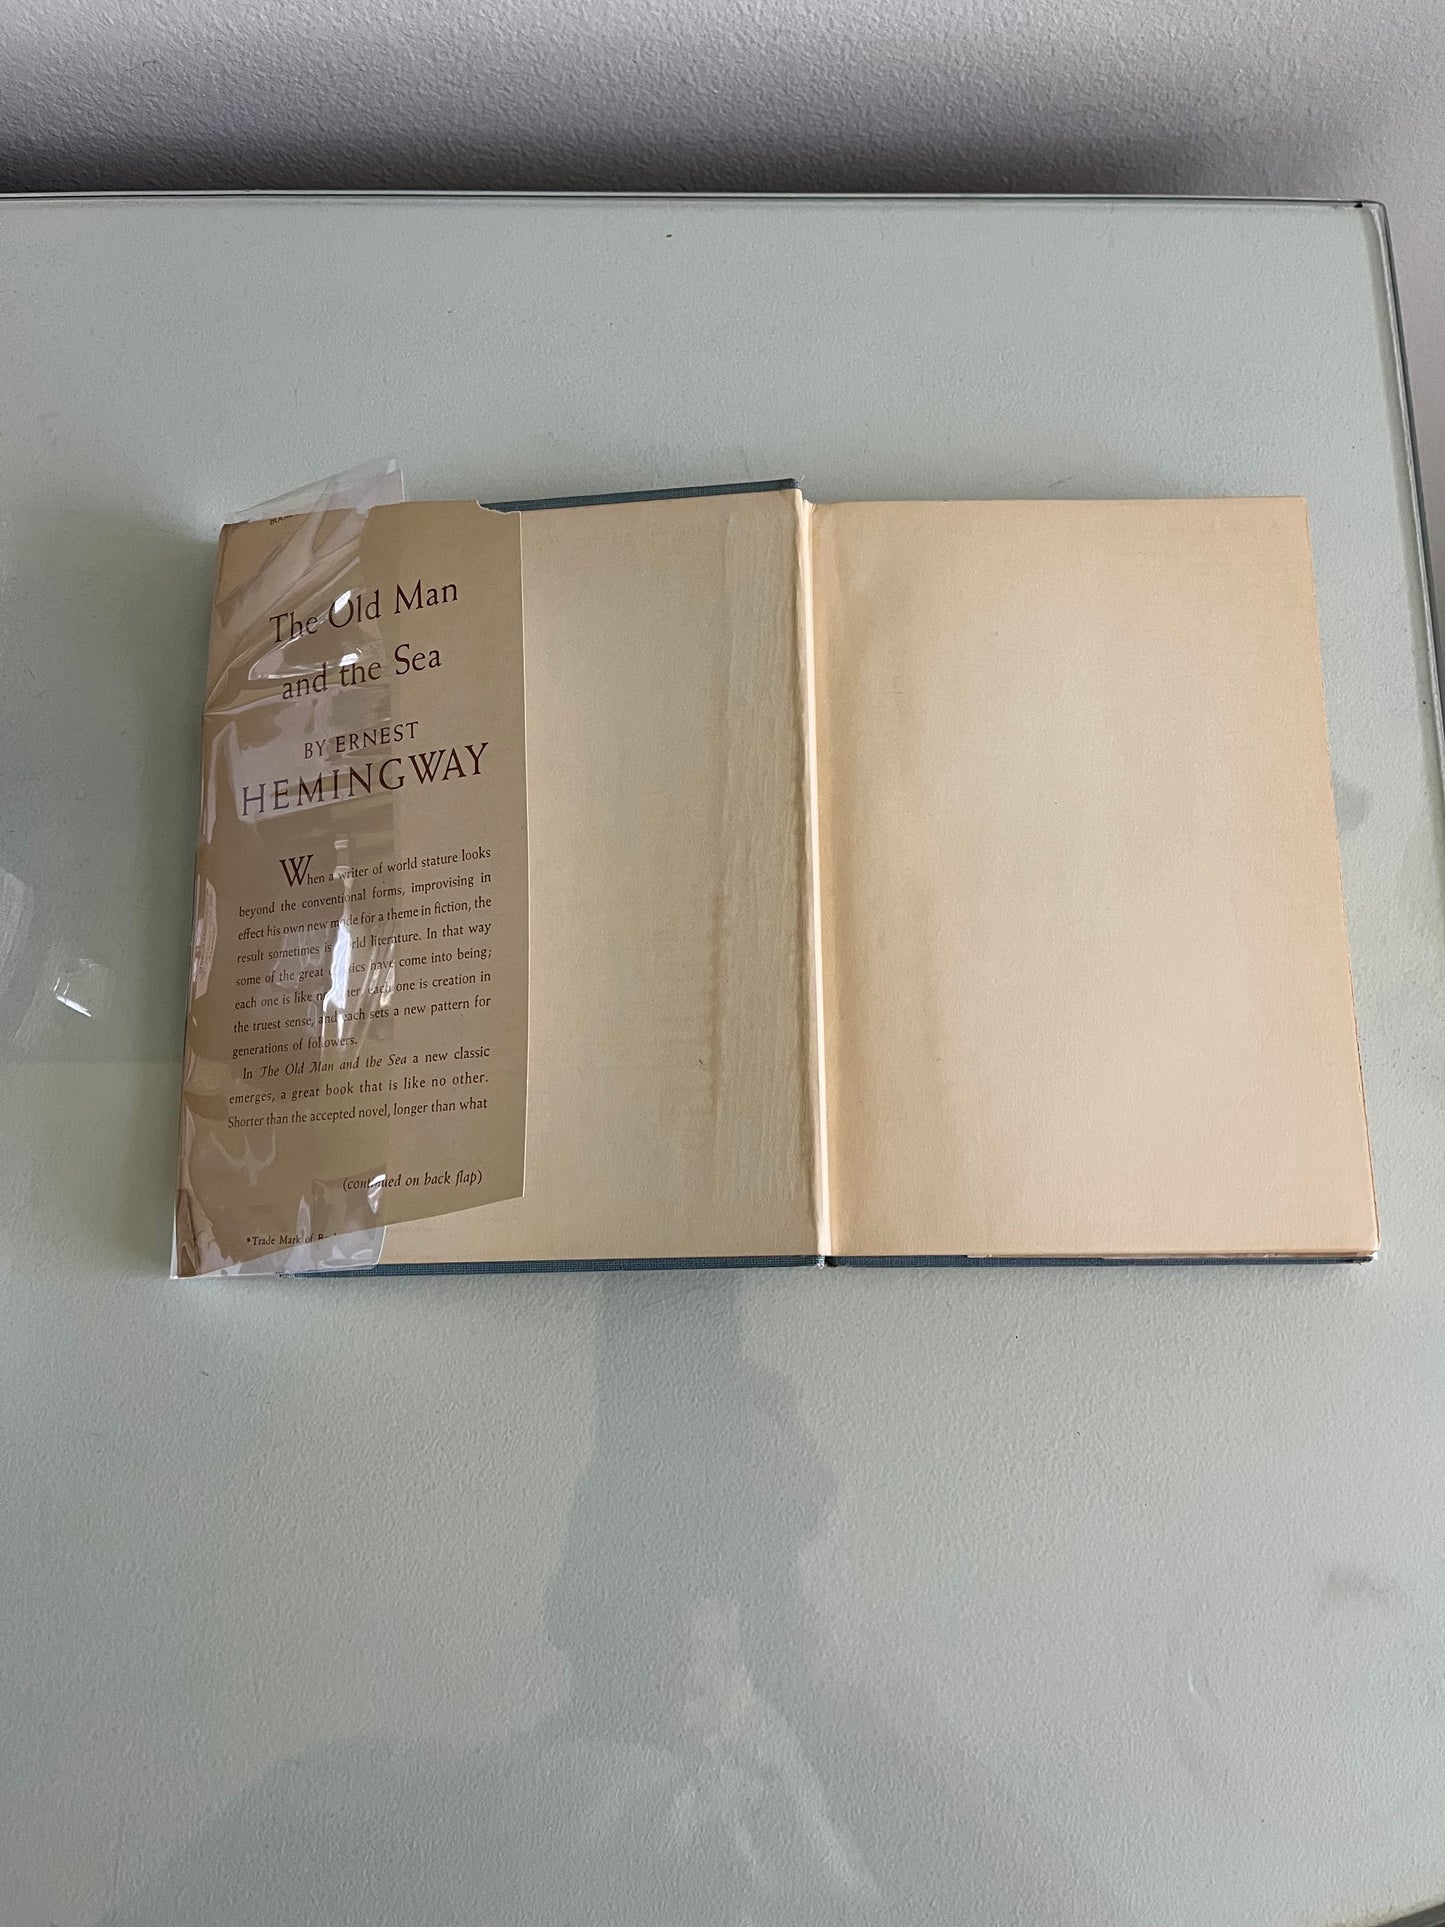 The Old Man
and the Sea
BY ERNEST
HEMINGWAY
When a writer of world stature looks
beyond the conventional forms, improvising in
effect his own new mode for a theme in fiction, the
result sometimes is world literature. In that way
some of the great classics have come into being;
each one is like no other, each one is creation in
the truest sense, and each sets a new pattern for
generations of followers.
In The Old Man and the Sea a new classic
emerges, a great book that is like no other.
Shorter than the accepted novel, longer than what
(continued on back flap)
*Trade Mark of